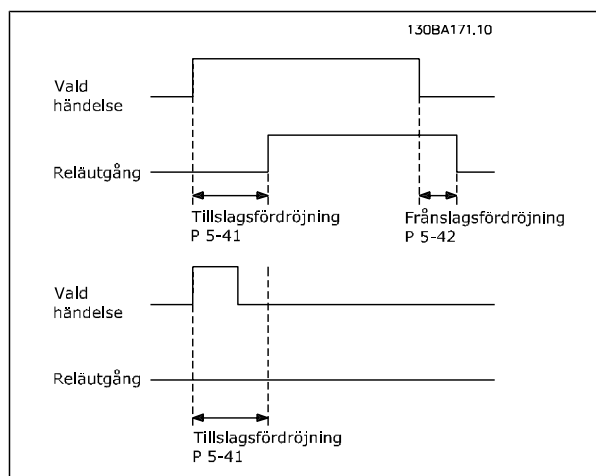 130BA171.10
Vald
händelse
Reläutgång
Tillslagsfördröjning
P 5-41
Frånslagsfördröjning
P 5-42
Vald
händelse
Reläutgång
Tillslagsfördröjning
P 5-41